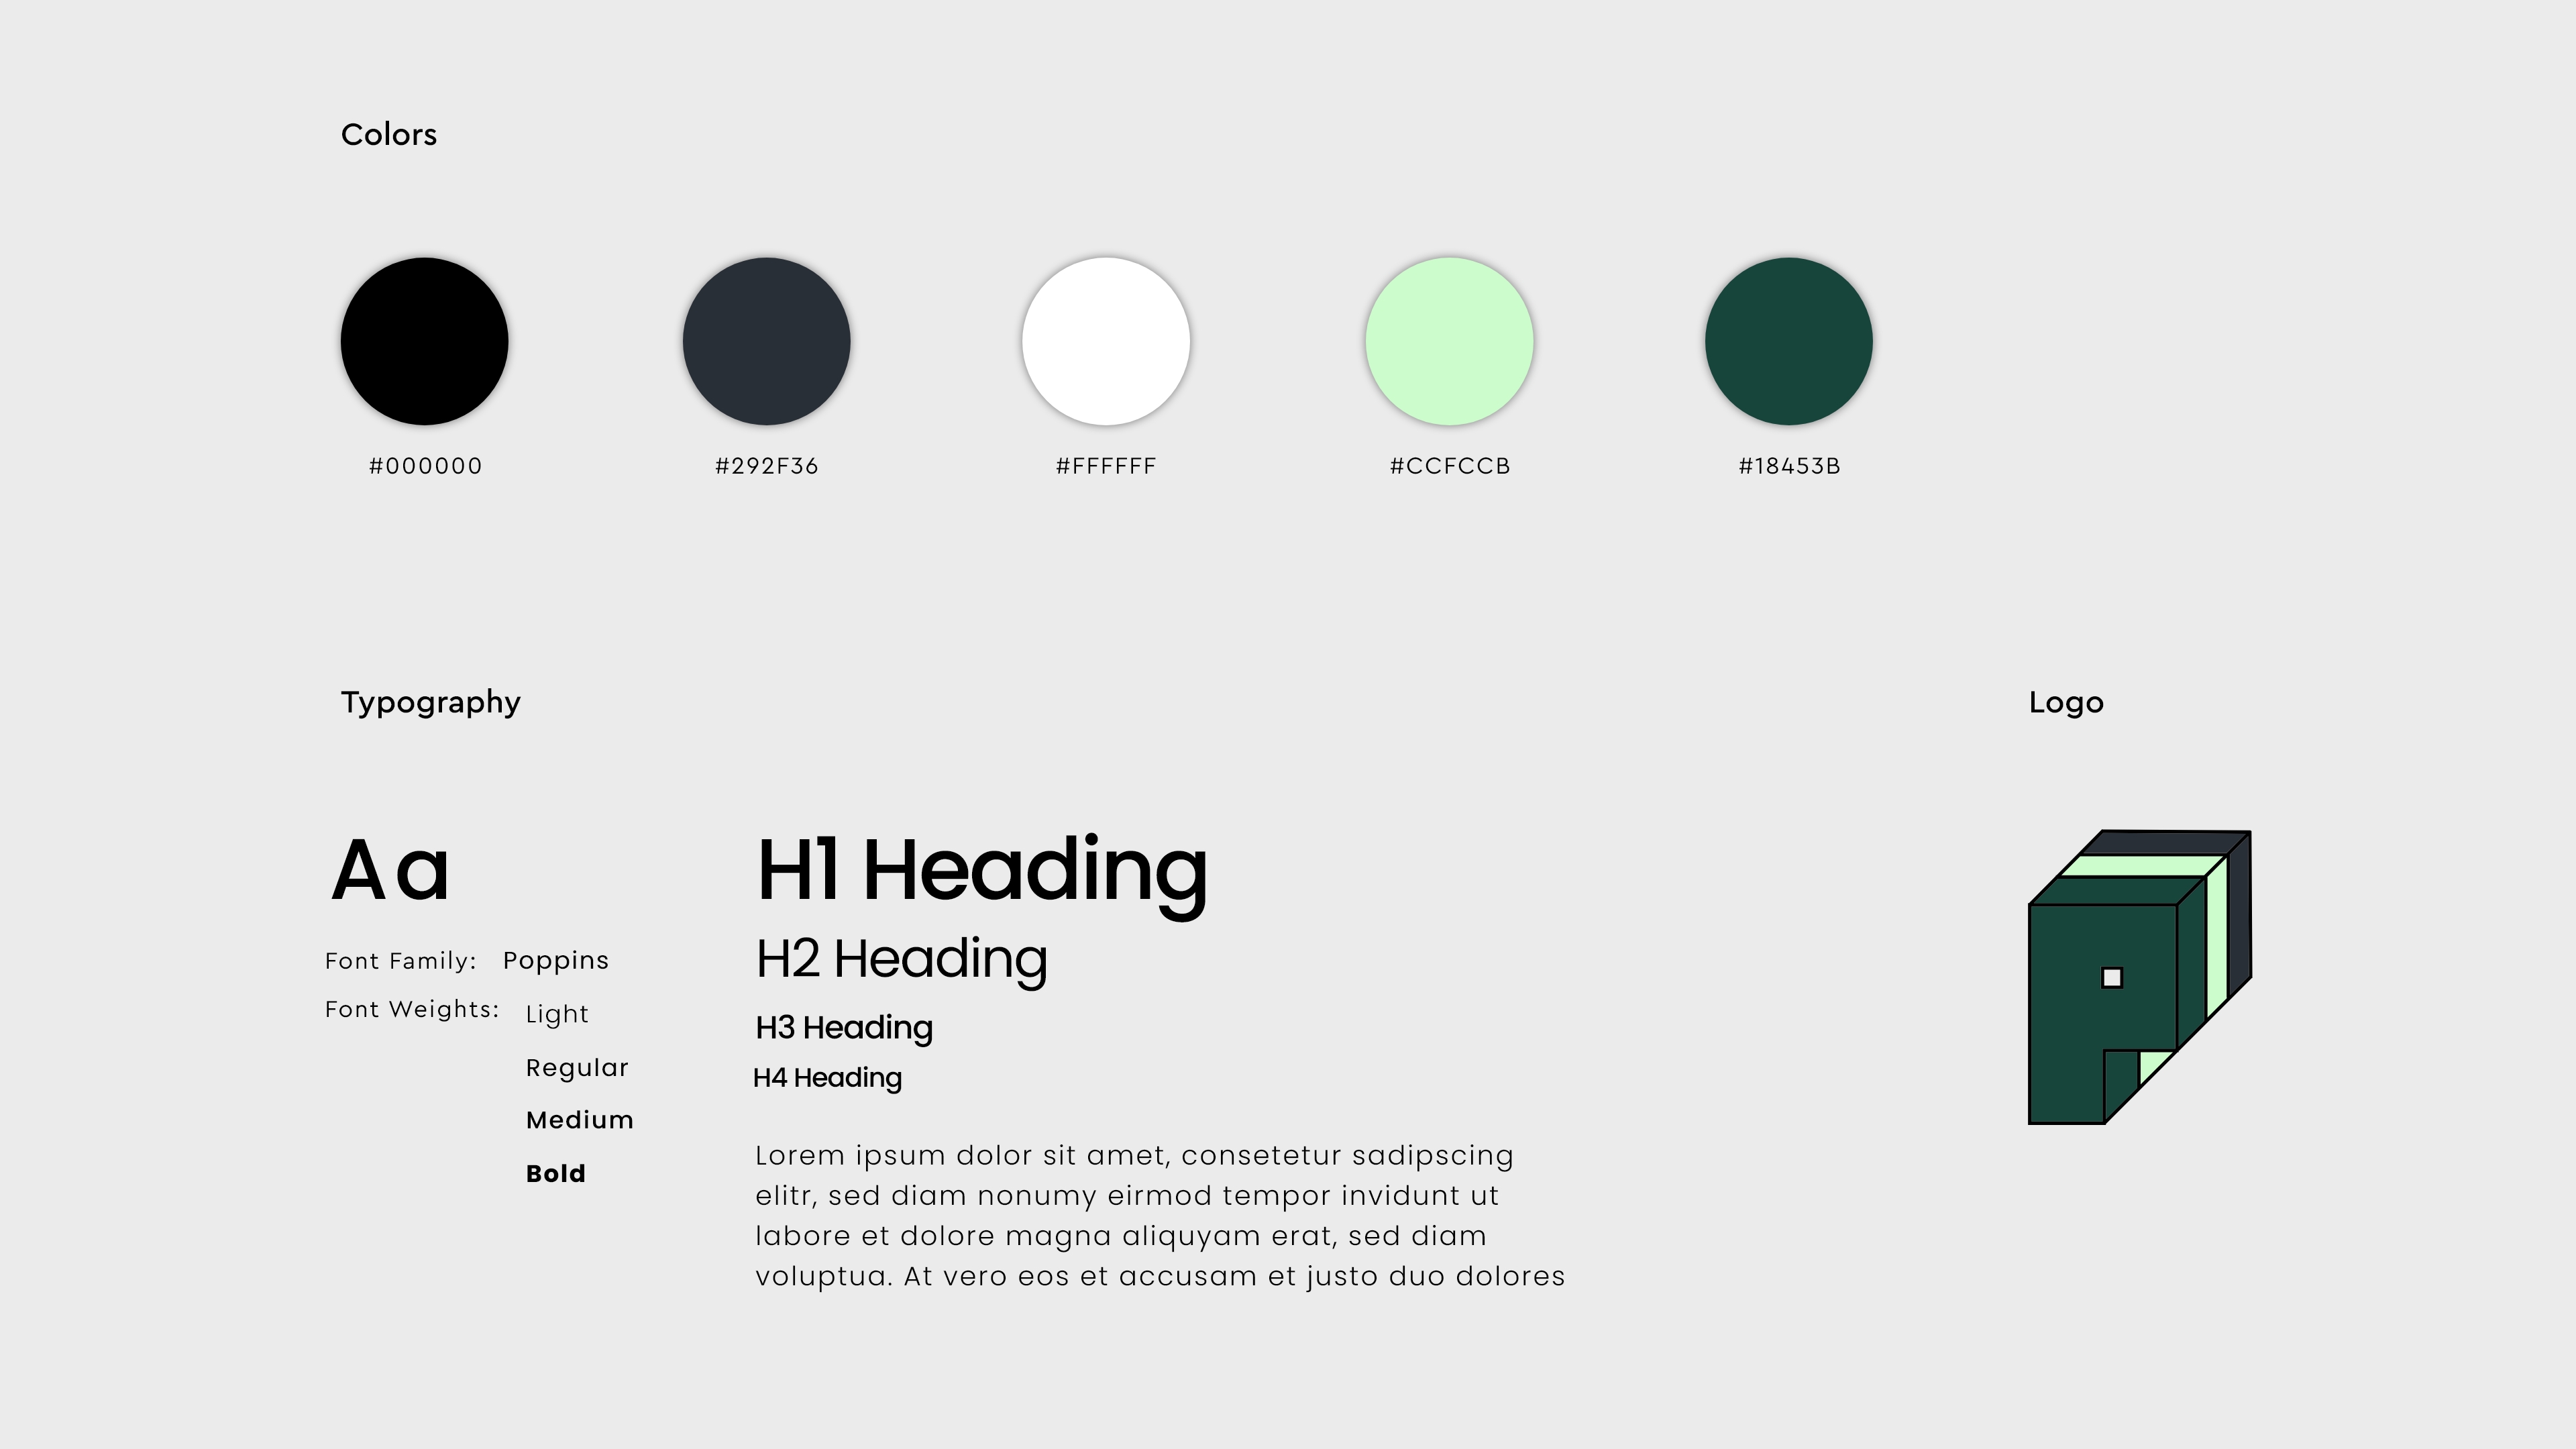 Colors
#000000
#292F36
#FFFFFF
#CCFCCB
#18453B
Typography
Logo
Aa
Font Family: Poppins
Font Weights: Light
Regular
Medium
Bold
H1 Heading
H2 Heading
H3 Heading
H4 Heading
Lorem ipsum dolor sit amet, consetetur sadipscing
elitr, sed diam nonumy eirmod tempor invidunt ut
labore et dolore magna aliquyam erat, sed diam
voluptua. At vero eos et accusam et justo duo dolores
P